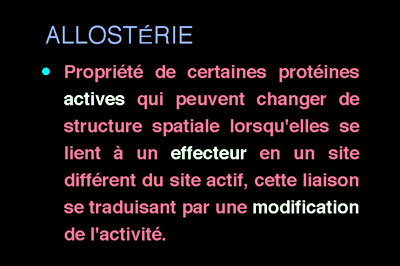 ALLOSTÉRIE
Propriété de certaines protéines
actives qui peuvent changer de
structure spatiale lorsqu'elles se
lient à un effecteur en un site
différent du site actif, cette liaison
se traduisant par une modification
de l'activité.